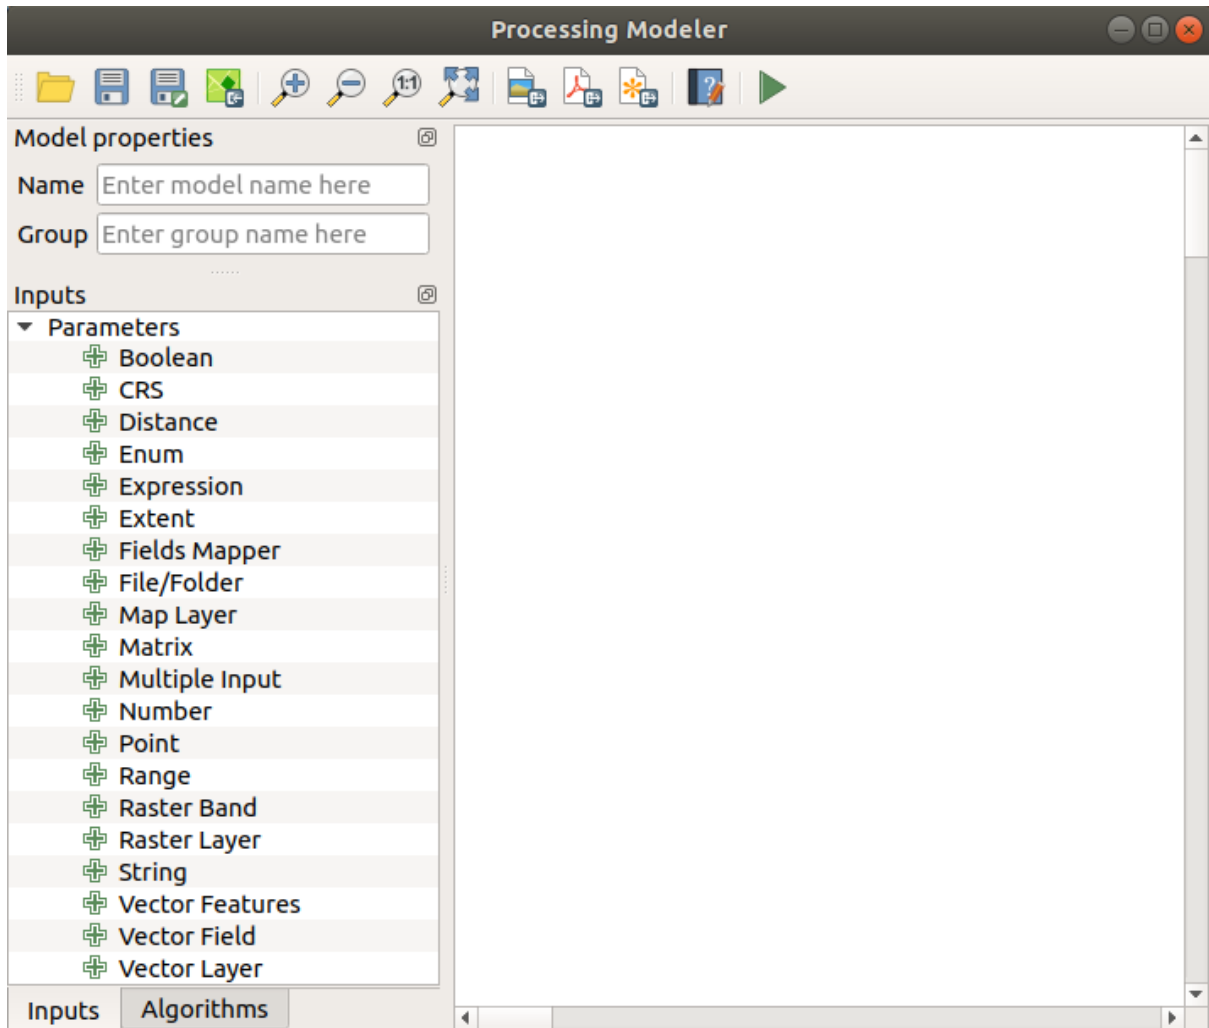 Processing Modeler
1:1
?
Model properties
Name Enter model name here
Group Enter group name here
Inputs
Parameters
Boolean
CRS
Distance
Enum
Expression
Extent
Fields Mapper
File/Folder
Map Layer
Matrix
Multiple Input
Number
Point
Range
Raster Band
Raster Layer
String
Vector Features
Vector Field
Vector Layer
Inputs Algorithms